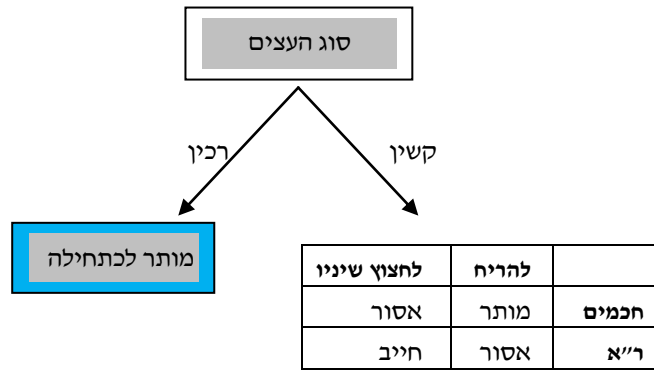 סוג העצים
קשין
רכין
מותר לכתחילה
להריח לחצוץ שיניו
חכמים מותר אסור
ר״א אסור חייב